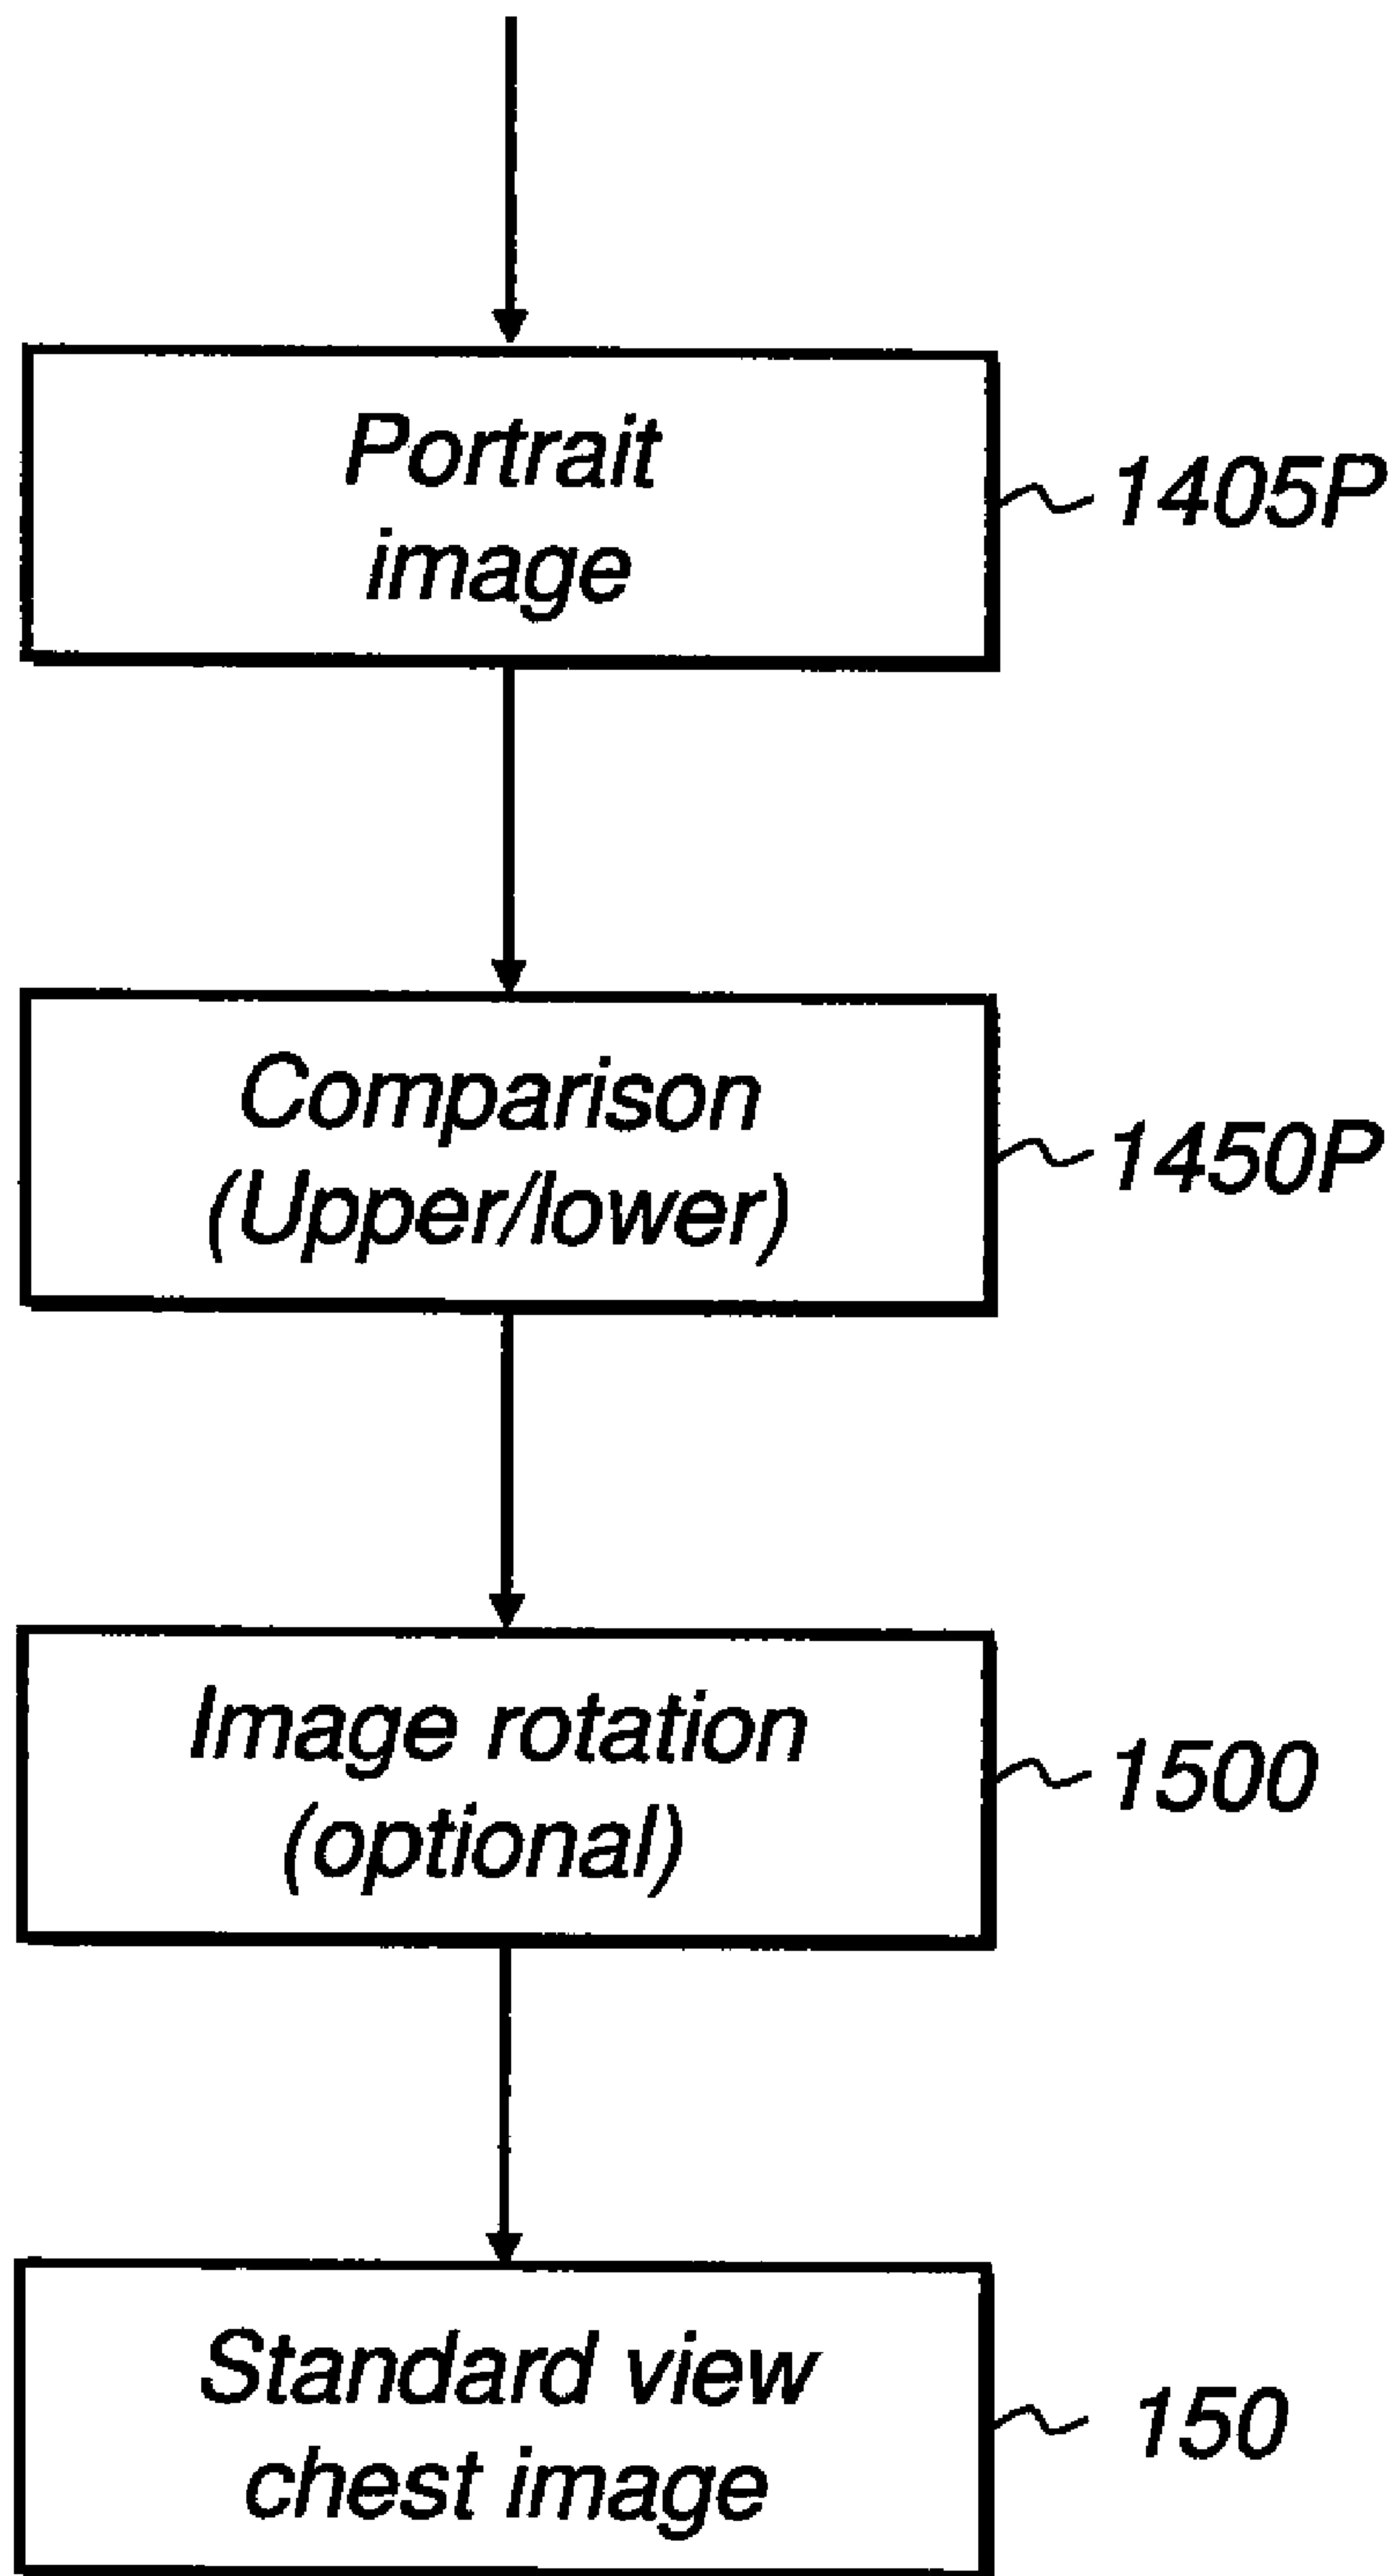 Portrait
image
1405P
Comparison
(Upper/lower)
1450P
Image rotation
(optional)
1500
Standard view
chest image
150